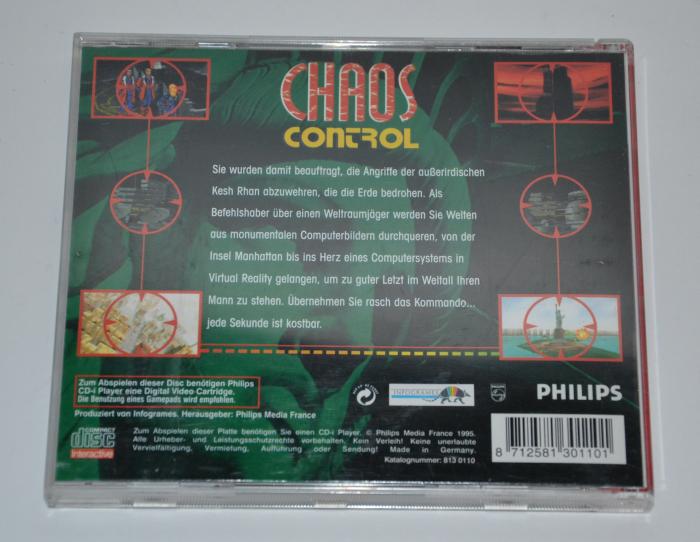 CHAOS
CONTROL
Sie wurden damit beauftragt, die Angriffe der außerirdischen
Kesh Rhan abzuwehren, die die Erde bedrohen. Als
Befehlshaber über einen Weltraumjäger werden Sie Welten
aus monumentalen Computerbildern durchqueren, von der
Insel Manhattan bis ins Herz eines Computersystems in
Virtual Reality gelangen, um zu guter Letzt im Weltall Ihren
Mann zu stehen. Übernehmen Sie rasch das Kommando...
jede Sekunde ist kostbar.
Zum Abspielen dieser Disc benötigen Philips
CD-i Player eine Digital Video Cartridge.
Die Benutzung eines Gamepads wird empfohlen.
INFOGRAMES
PHILIPS
PHILIPS
Produziert von Infogrames. Herausgeber: Philips Media France
COMPACT
disc
Interactive
Zum Abspielen dieser Platte benötigen Sie einen CD-i Player. © Philips Media France 1995.
Alle Urheber- und Leistungsschutzrechte vorbehalten. Kein Verleih! Keine unerlaubte
Vervielfältigung, Vermietung, Aufführung oder Sendung! Made in Germany.
Katalognummer: 813 0110
8 712581 301101